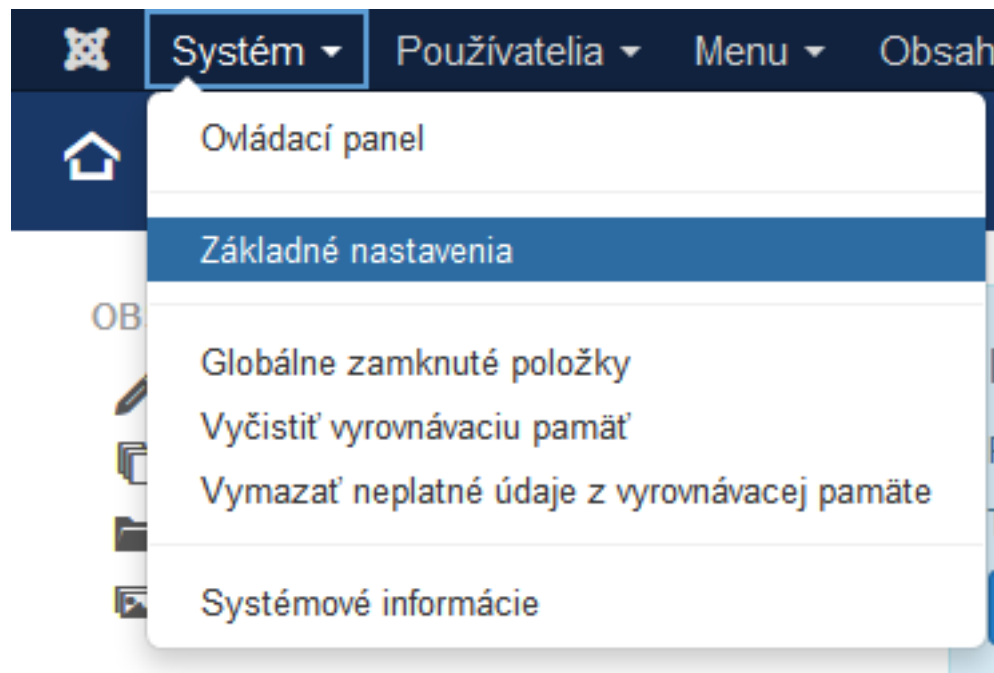 Systém Používatelia Menu Obsah
Ovládací panel
Základné nastavenia
OB
Globálne zamknuté položky
Vyčistiť vyrovnávaciu pamäť
Vymazať neplatné údaje z vyrovnávacej pamäte
Systémové informácie